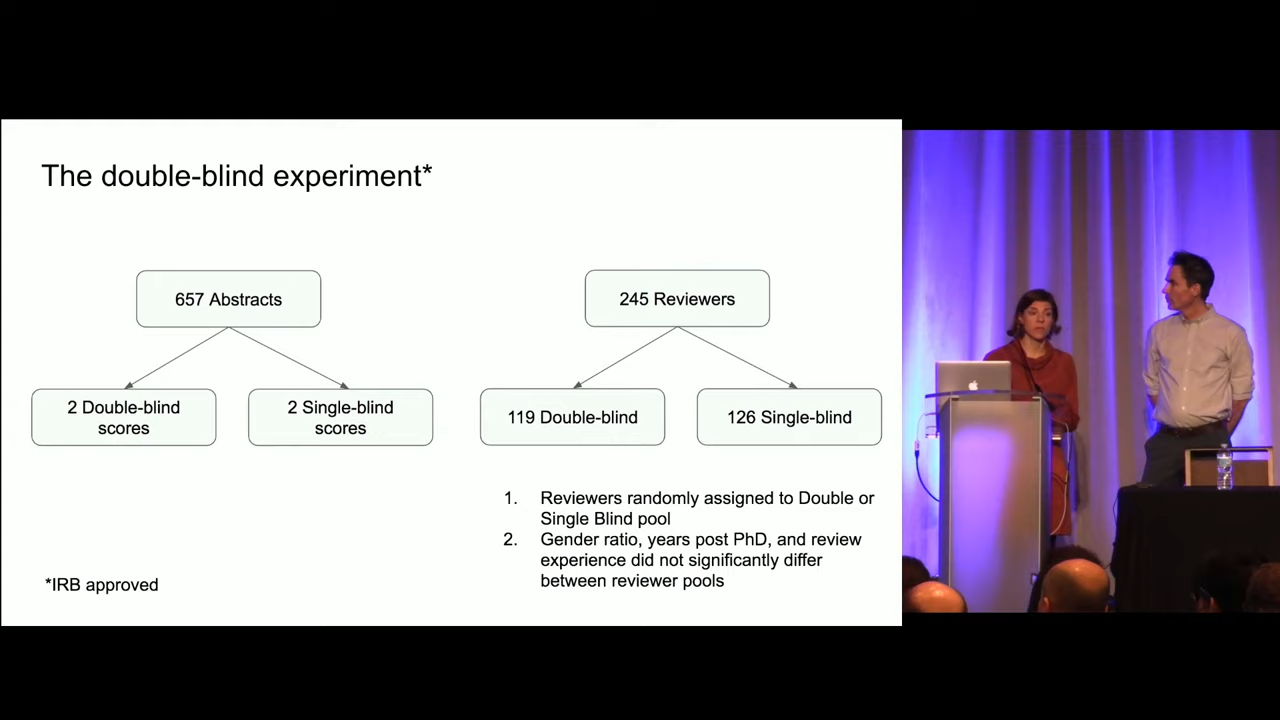 The double-blind experiment*
657 Abstracts
245 Reviewers
2 Double-blind
scores
2 Single-blind
scores
119 Double-blind
126 Single-blind
1. Reviewers randomly assigned to Double or
Single Blind pool
2. Gender ratio, years post PhD, and review
experience did not significantly differ
between reviewer pools
*IRB approved